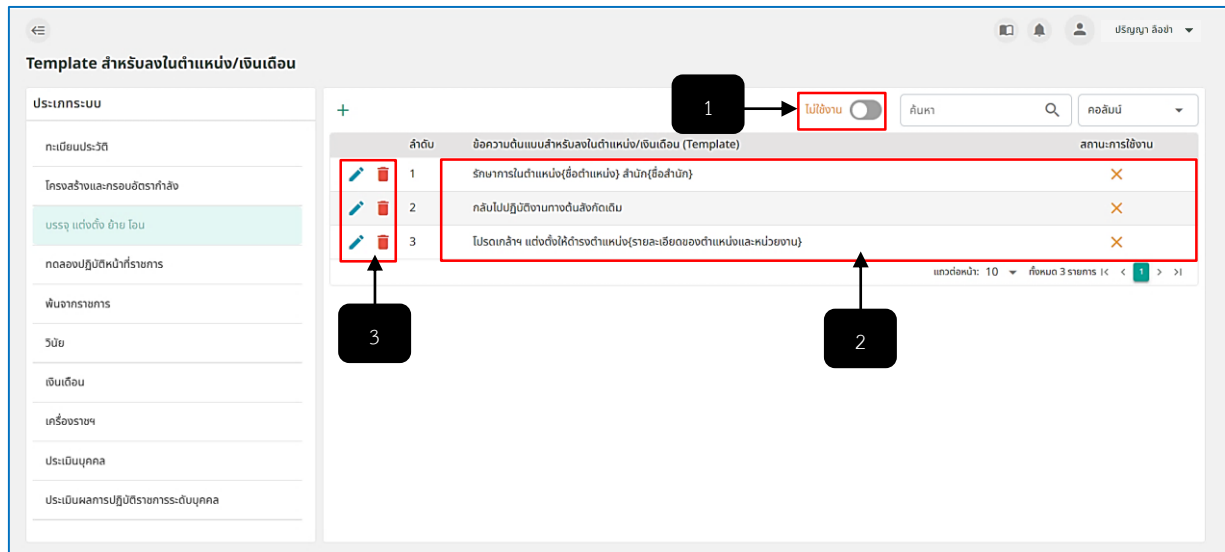 ปริญญา ลือขำ
Template สำหรับลงในตำแหน่ง/เงินเดือน
ประเภทระบบ
ทะเบียนประวัติ
โครงสร้างและกรอบอัตรากำลัง
บรรจุ แต่งตั้ง ย้าย โอน
ทดลองปฏิบัติหน้าที่ราชการ
พ้นจากราชการ
วินัย
เงินเดือน
เครื่องราชฯ
ประเมินบุคคล
ประเมินผลการปฏิบัติราชการระดับบุคคล
1
ไม่ใช้งาน ค้นหา คอลัมน์
ลำดับ ข้อความต้นแบบสำหรับลงในตำแหน่ง/เงินเดือน (Template) สถานะการใช้งาน
1 รักษาการในตำแหน่ง{ชื่อตำแหน่ง} สำนัก{ชื่อสำนัก}
2 กลับไปปฏิบัติงานทางต้นสังกัดเดิม
3 โปรดเกล้าฯ แต่งตั้งให้ดำรงตำแหน่ง{รายละเอียดของตำแหน่งและหน่วยงาน}
แถวต่อหน้า: 10 ทั้งหมด 3 รายการ |< < 1 > >|
3
2